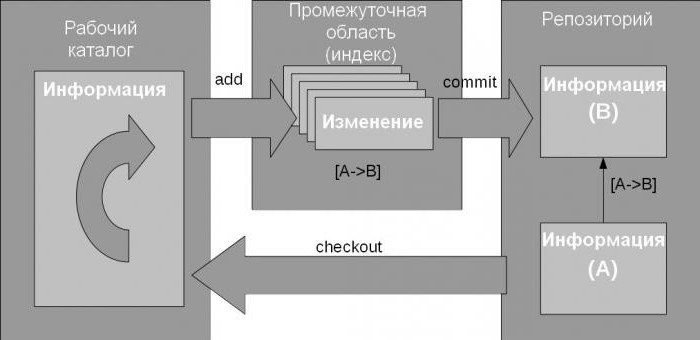 Рабочий
каталог
Информация
add
Промежуточная
область
(индекс)
Изменение
[A->B]
commit
Репозиторий
Информация
(B)
[A->B]
Информация
(A)
checkout